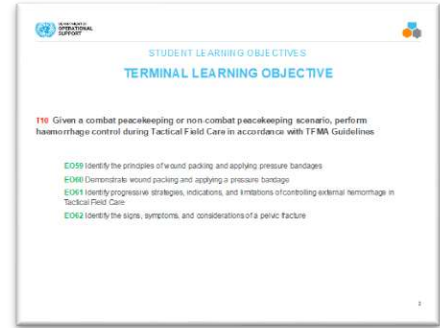 DEPARTMENT OF
OPERATIONAL
SUPPORT
STUDENT LEARNING OBJECTIVES
TERMINAL LEARNING OBJECTIVE
T10 Given a combat peacekeeping or non-combat peacekeeping scenario, perform
haemorrhage control during Tactical Field Care in accordance with TFMA Guidelines
EO59 Identify the principles of wound packing and applying pressure bandages
EO60 Demonstrate wound packing and applying a pressure bandage
EO61 Identify progressive strategies, indications, and limitations of controlling external hemorrhage in
Tactical Field Care
EO62 Identify the signs, symptoms, and considerations of a pelvic fracture